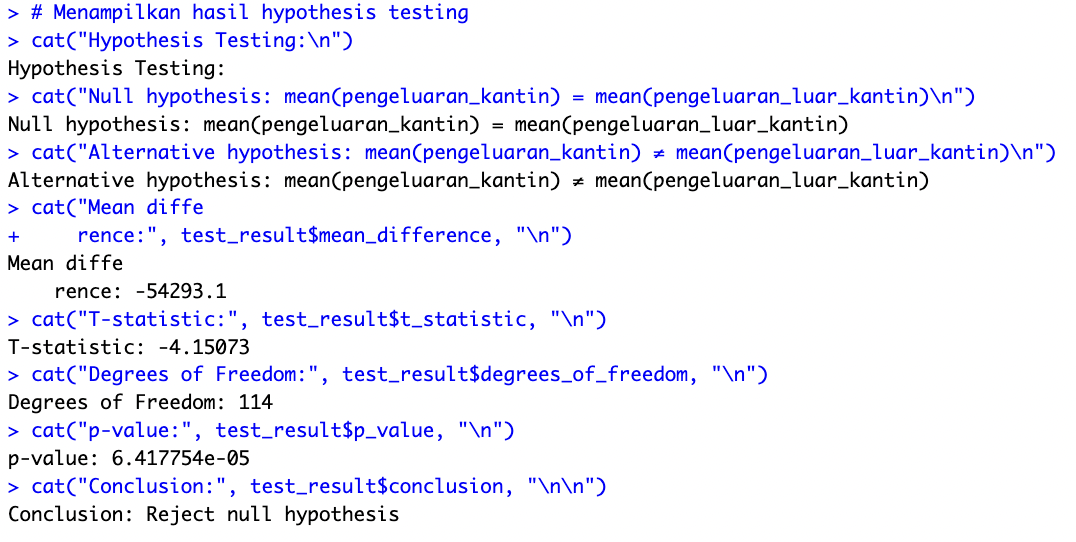 > # Menampilkan hasil hypothesis testing
> cat("Hypothesis Testing:\n")
Hypothesis Testing:
> cat("Null hypothesis: mean(pengeluaran_kantin) = mean(pengeluaran_luar_kantin)\n")
Null hypothesis: mean(pengeluaran_kantin) = mean(pengeluaran_luar_kantin)
> cat("Alternative hypothesis: mean(pengeluaran_kantin) ≠ mean(pengeluaran_luar_kantin)\n")
Alternative hypothesis: mean(pengeluaran_kantin) ≠ mean(pengeluaran_luar_kantin)
> cat("Mean diffe
+     rence:", test_result$mean_difference, "\n")
Mean diffe
    rence: -54293.1
> cat("T-statistic:", test_result$t_statistic, "\n")
T-statistic: -4.15073
> cat("Degrees of Freedom:", test_result$degrees_of_freedom, "\n")
Degrees of Freedom: 114
> cat("p-value:", test_result$p_value, "\n")
p-value: 6.417754e-05
> cat("Conclusion:", test_result$conclusion, "\n\n")
Conclusion: Reject null hypothesis